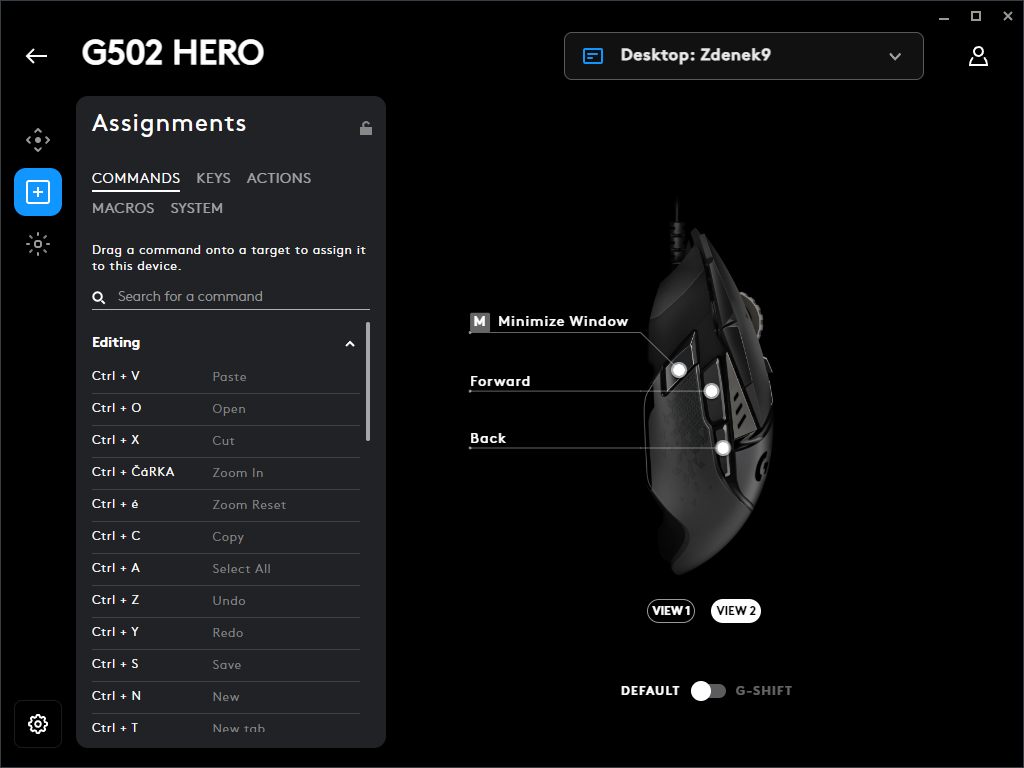 G502 HERO
Desktop: Zdenek9
Assignments
COMMANDS KEYS ACTIONS
MACROS SYSTEM
Drag a command onto a target to assign it
to this device.
Search for a command
Editing
Ctrl + V Paste
Ctrl + O Open
Ctrl + X Cut
Ctrl + ČáRKA Zoom In
Ctrl + é Zoom Reset
Ctrl + C Copy
Ctrl + A Select All
Ctrl + Z Undo
Ctrl + Y Redo
Ctrl + S Save
Ctrl + N New
Ctrl + T New tab
M Minimize Window
Forward
Back
VIEW 1 VIEW 2
DEFAULT G-SHIFT